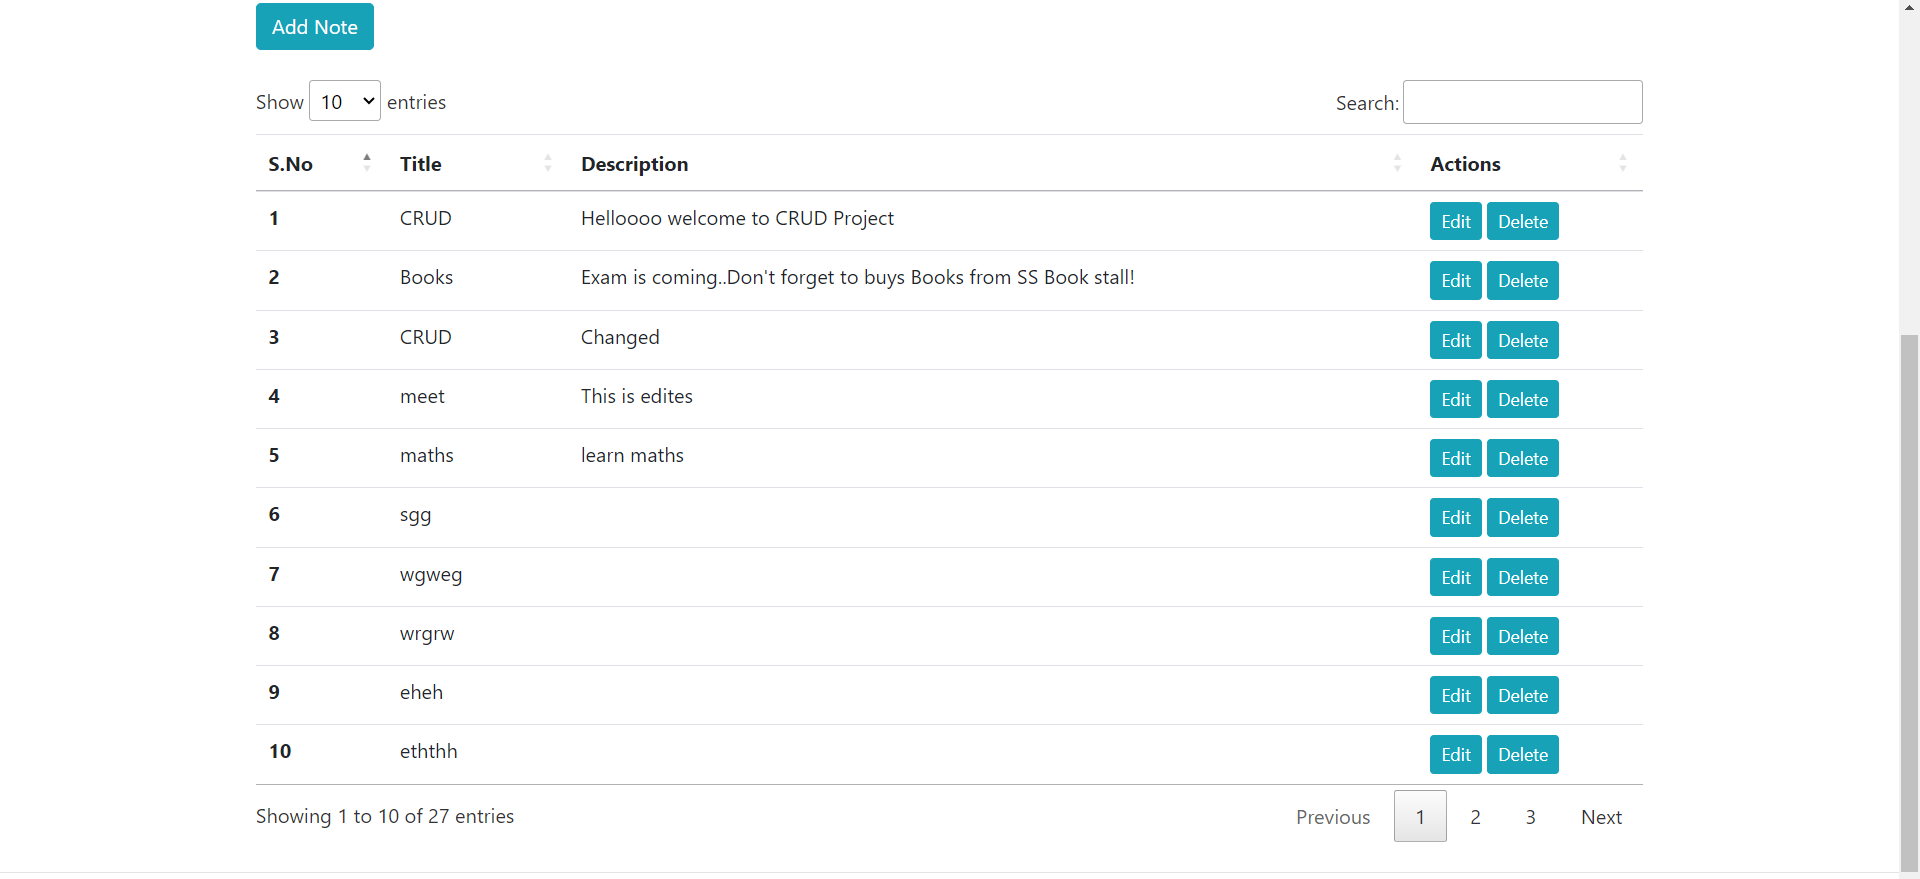 Add Note
Show 10 entries Search:
S.No Title Description Actions
1 CRUD Helloooo welcome to CRUD Project Edit Delete
2 Books Exam is coming..Don't forget to buys Books from SS Book stall! Edit Delete
3 CRUD Changed Edit Delete
4 meet This is edites Edit Delete
5 maths learn maths Edit Delete
6 sgg Edit Delete
7 wgweg Edit Delete
8 wrgrw Edit Delete
9 eheh Edit Delete
10 eththh Edit Delete
Showing 1 to 10 of 27 entries Previous 1 2 3 Next